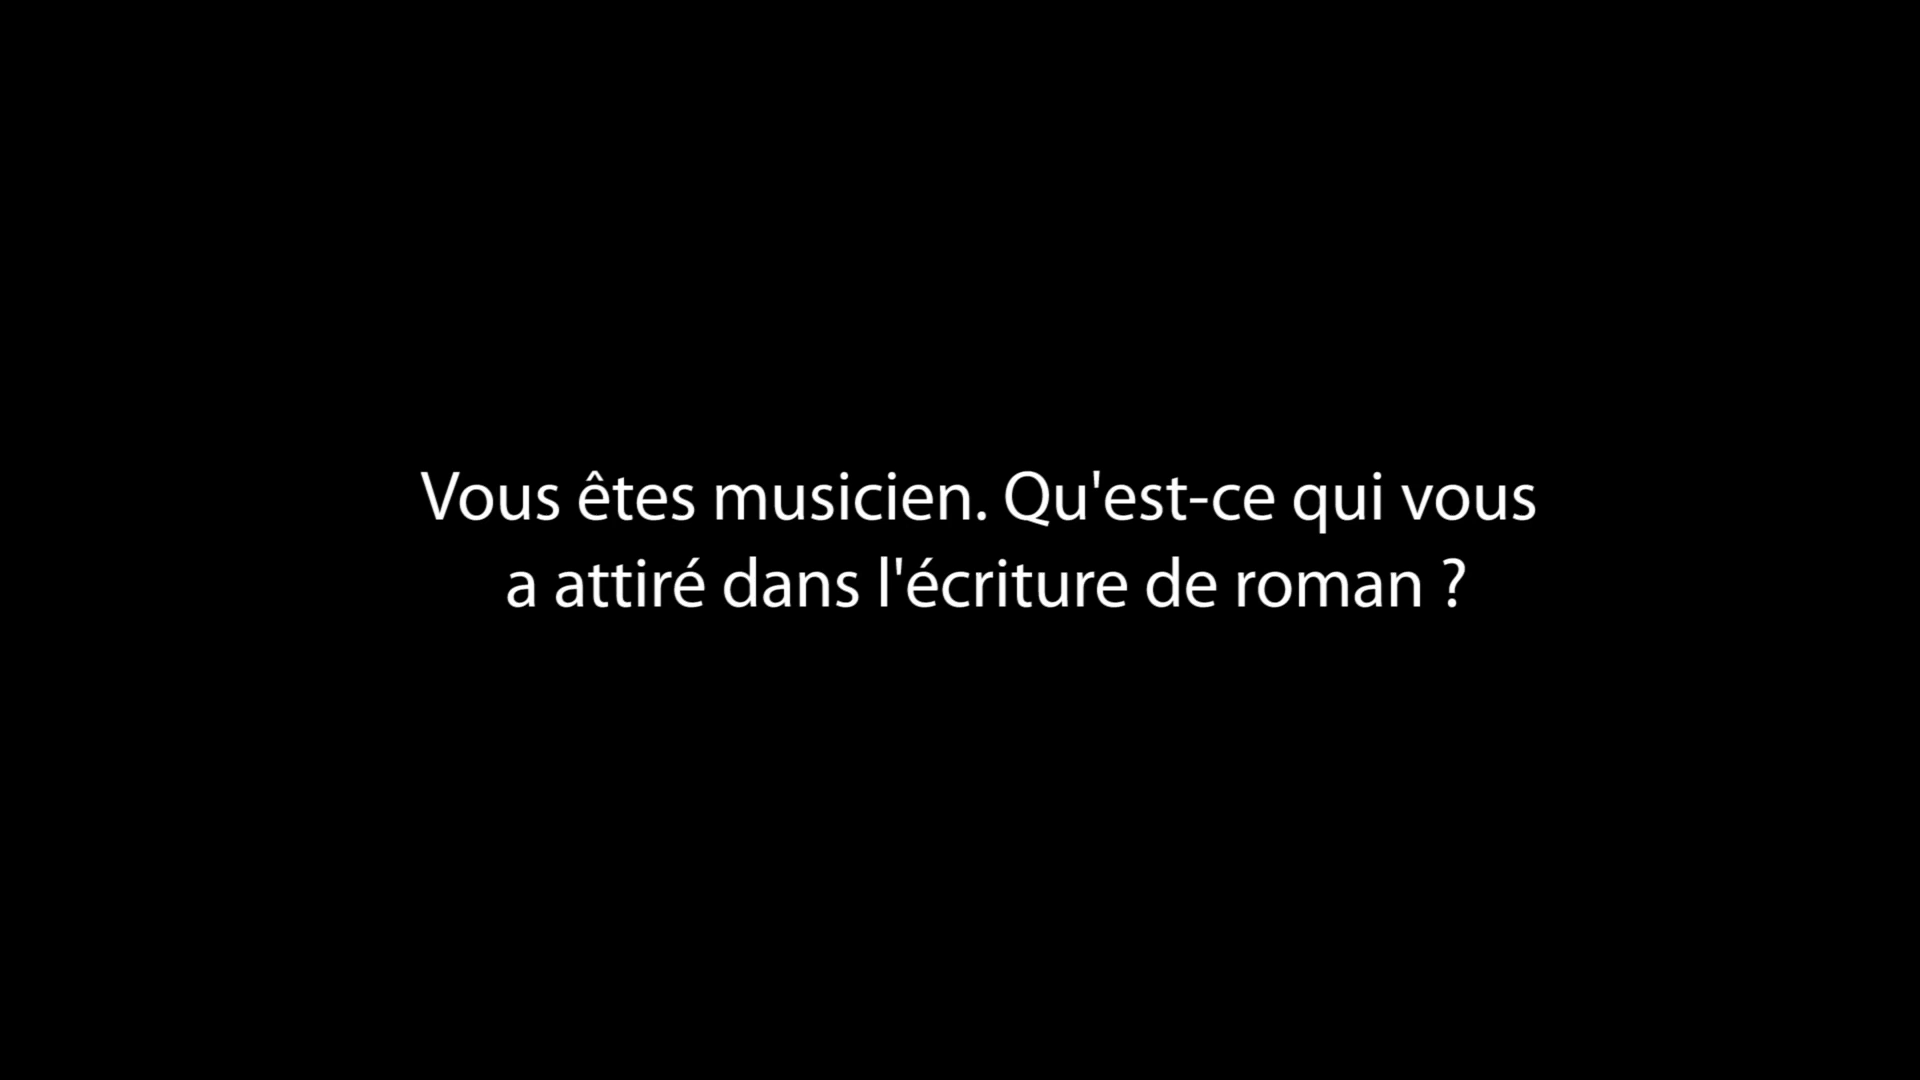 Vous êtes musicien. Qu'est-ce qui vous
a attiré dans l'écriture de roman ?